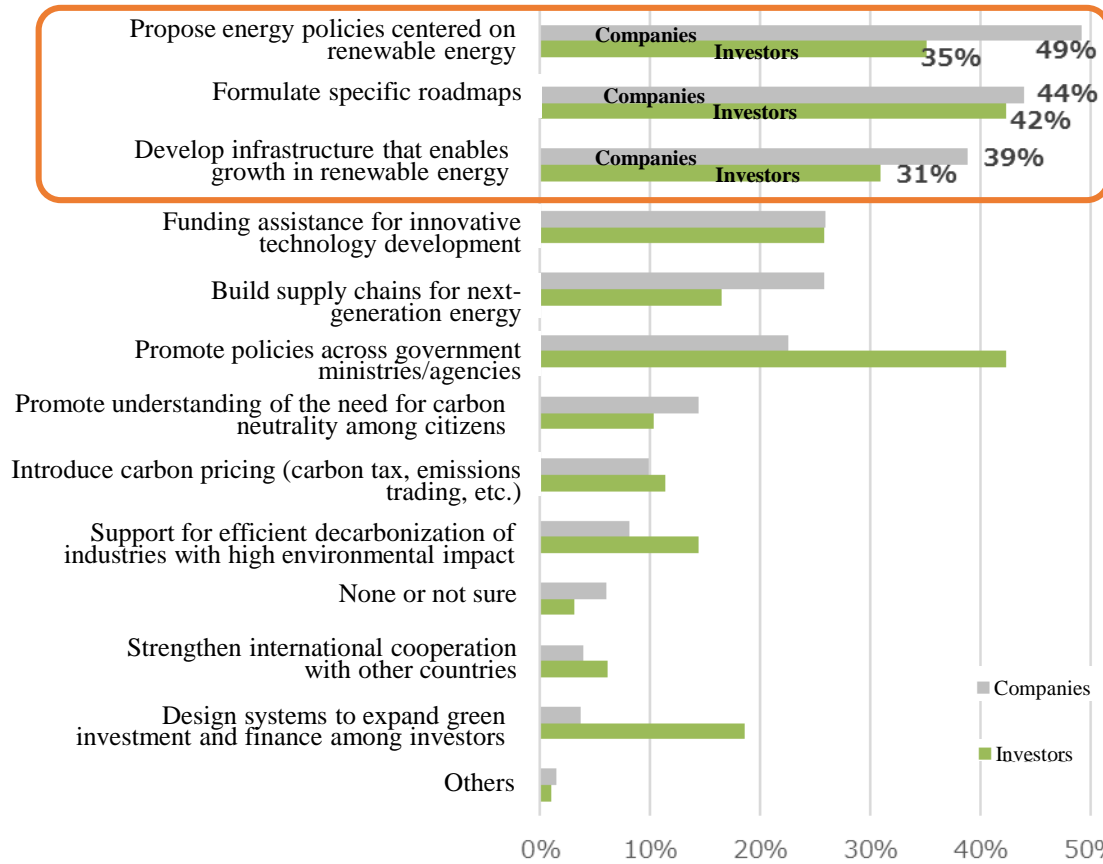 Propose energy policies centered on
renewable energy
Companies
Investors
49%
35%
Formulate specific roadmaps
Companies
Investors
44%
42%
Develop infrastructure that enables
growth in renewable energy
Companies
Investors
39%
31%
Funding assistance for innovative
technology development
Build supply chains for next-
generation energy
Promote policies across government
ministries/agencies
Promote understanding of the need for carbon
neutrality among citizens
Introduce carbon pricing (carbon tax, emissions
trading, etc.)
Support for efficient decarbonization of
industries with high environmental impact
None or not sure
Strengthen international cooperation
with other countries
Design systems to expand green
investment and finance among investors
Others
Companies
Investors
0% 10% 20% 30% 40% 50%